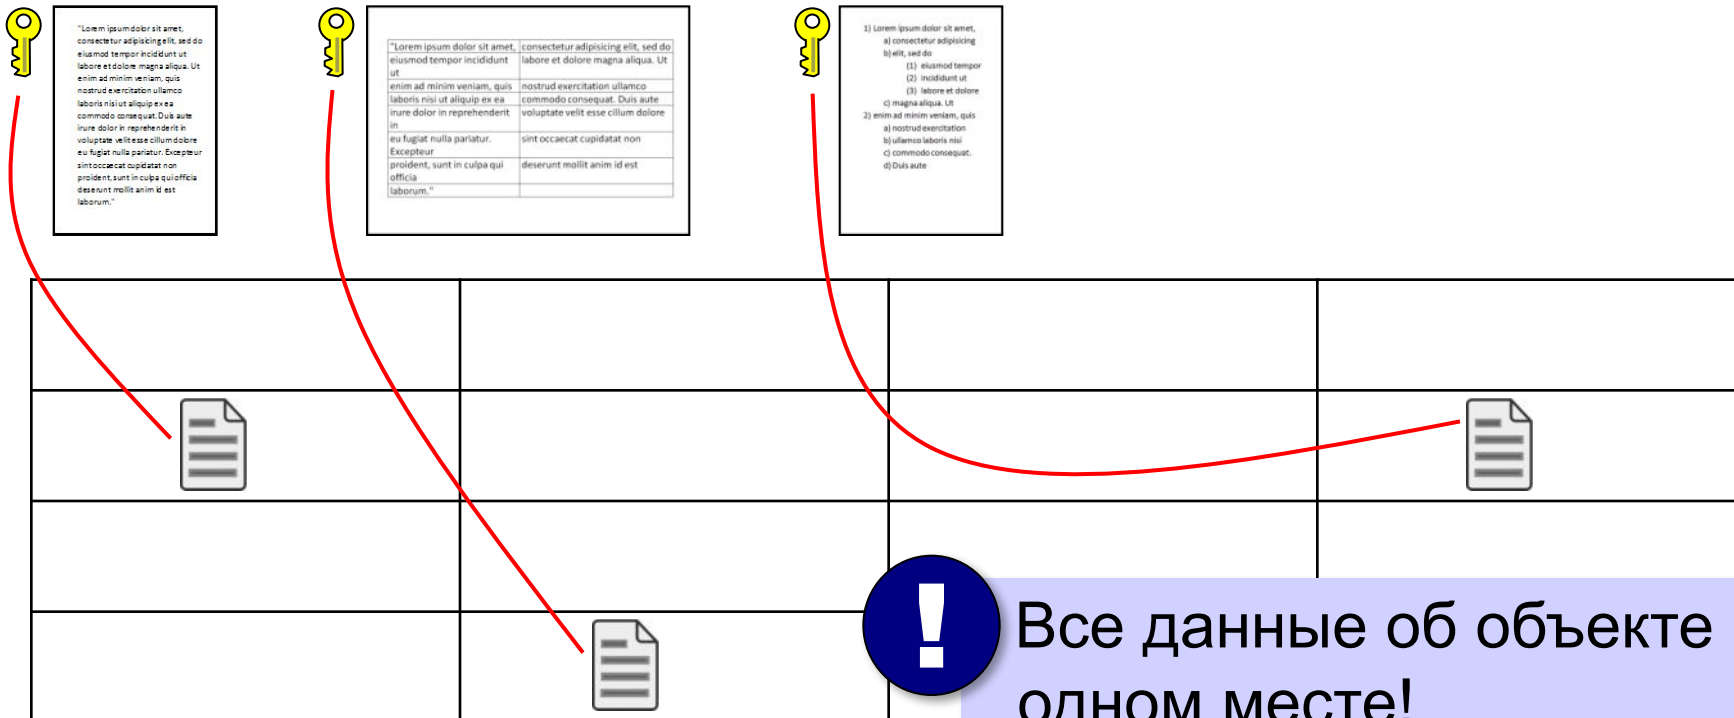 "Lorem ipsum dolor sit amet,
consectetur adipisicing elit, sed do
eiusmod tempor incididunt ut
labore et dolore magna aliqua. Ut
enim ad minim veniam, quis
nostrud exercitation ullamco
laboris nisi ut aliquip ex ea
commodo consequat. Duis aute
irure dolor in reprehenderit in
voluptate velit esse cillum dolore
eu fugiat nulla pariatur. Excepteur
sint occaecat cupidatat non
proident, sunt in culpa qui officia
deserunt mollit anim id est
laborum."
"Lorem ipsum dolor sit amet, consectetur adipisicing elit, sed do
eiusmod tempor incididunt labore et dolore magna aliqua. Ut
ut
enim ad minim veniam, quis nostrud exercitation ullamco
laboris nisi ut aliquip ex ea commodo consequat. Duis aute
irure dolor in reprehenderit voluptate velit esse cillum dolore
in
eu fugiat nulla pariatur. sint occaecat cupidatat non
Excepteur
proident, sunt in culpa qui deserunt mollit anim id est
officia
laborum."
1) Lorem ipsum dolor sit amet,
a) consectetur adipisicing
b) elit, sed do
(1) eiusmod tempor
(2) incididunt ut
(3) labore et dolore
c) magna aliqua. Ut
2) enim ad minim veniam, quis
a) nostrud exercitation
b) ullamco laboris nisi
c) commodo consequat.
d) Duis aute
! Все данные об объекте
одном месте!